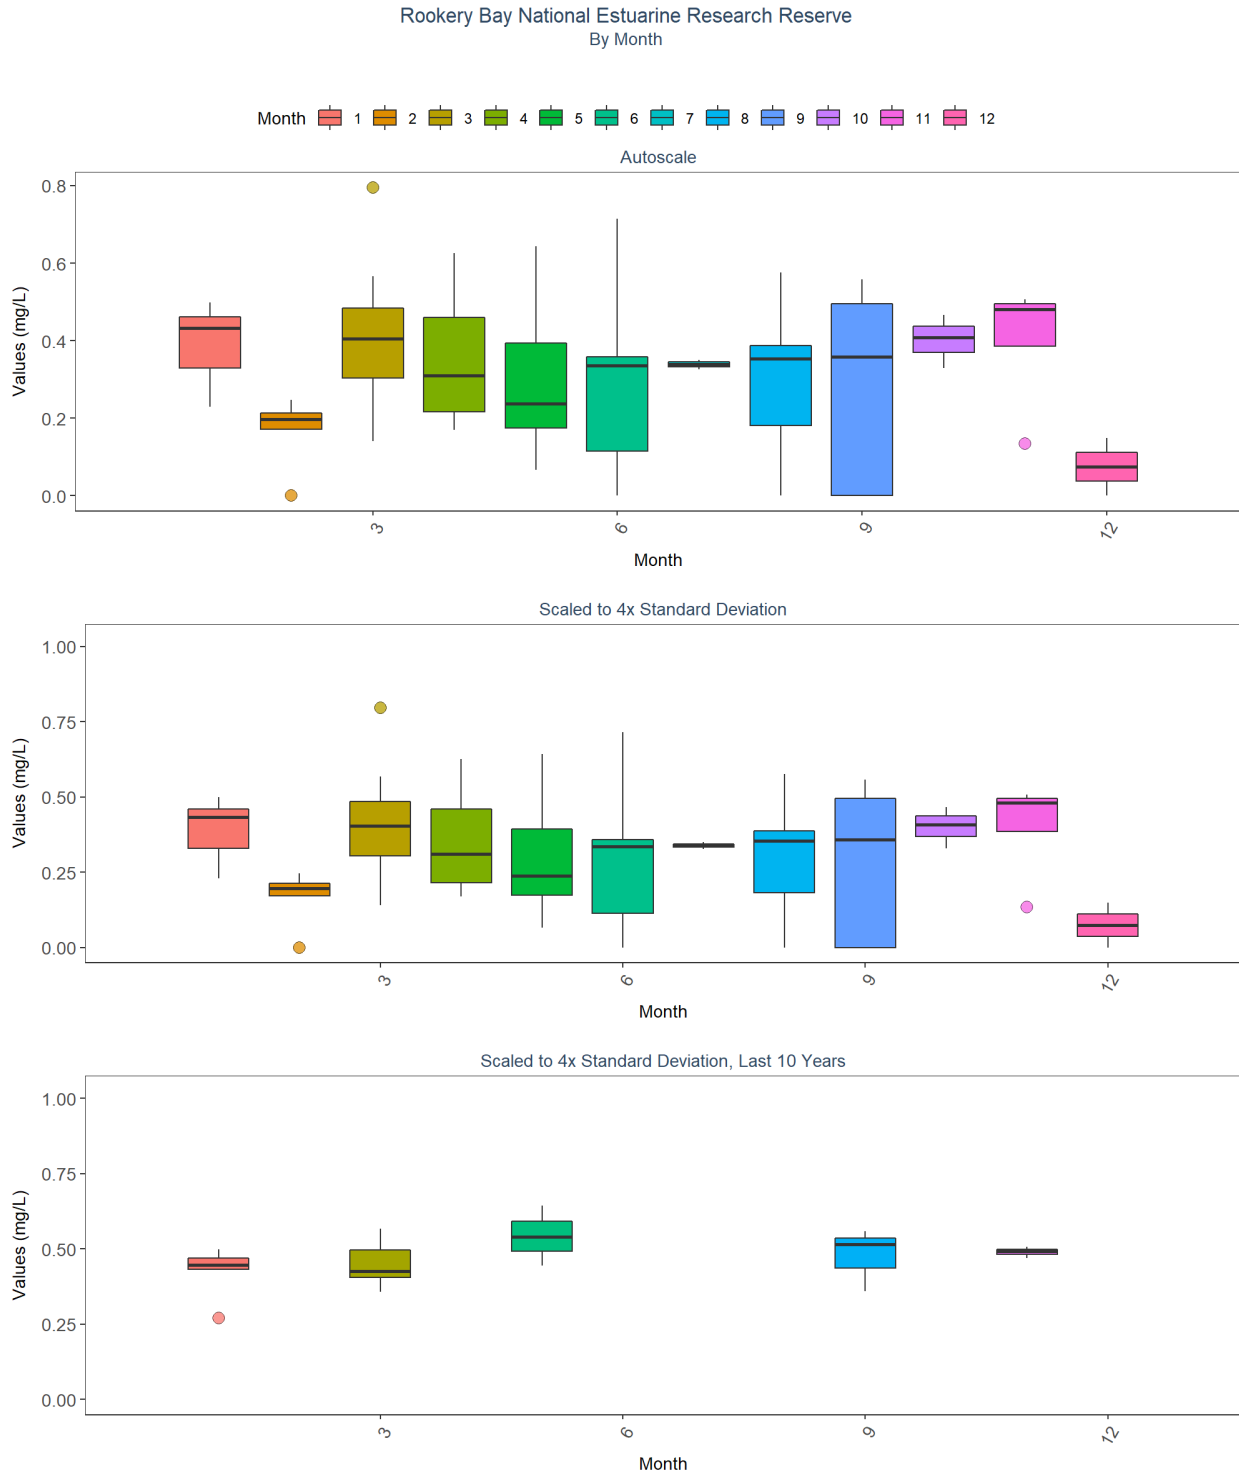 Rookery Bay National Estuarine Research Reserve
By Month
Month 1 2 3 4 5 6 7 8 9 10 11 12
Autoscale
0.8
0.6
0.4
0.2
0.0
Values (mg/L)
3 6 9 12
Month
Scaled to 4x Standard Deviation
1.00
0.75
0.50
0.25
0.00
Values (mg/L)
3 6 9 12
Month
Scaled to 4x Standard Deviation, Last 10 Years
1.00
0.75
0.50
0.25
0.00
Values (mg/L)
3 6 9 12
Month